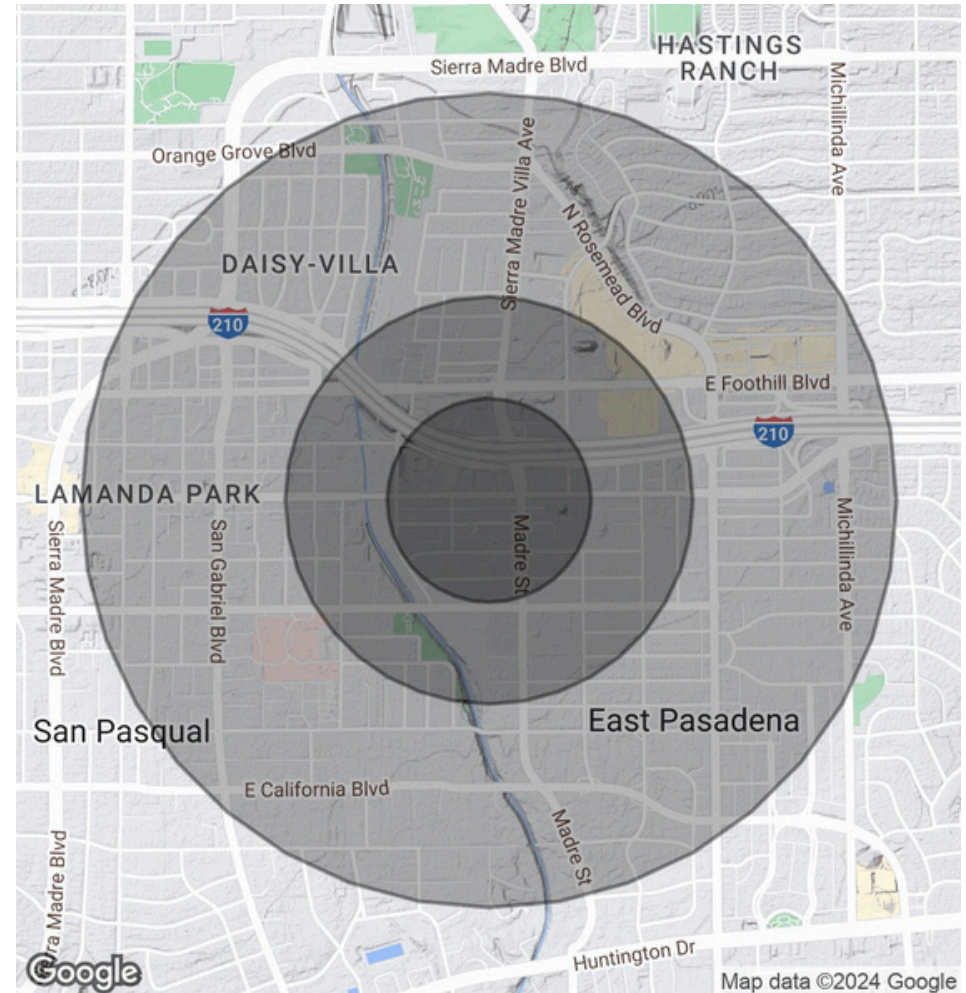 HASTINGS
RANCH
Sierra Madre Blvd
Michillinda Ave
Orange Grove Blvd
Sierra Madre Villa Ave
N Rosemead Blvd
DAISY-VILLA
210
E Foothill Blvd
210
LAMANDA PARK
Sierra Madre Blvd
San Gabriel Blvd
Madre St
Michillinda Ave
San Pasqual
East Pasadena
E California Blvd
Madre St
Madre Blvd
Huntington Dr
Google
Map data ©2024 Google